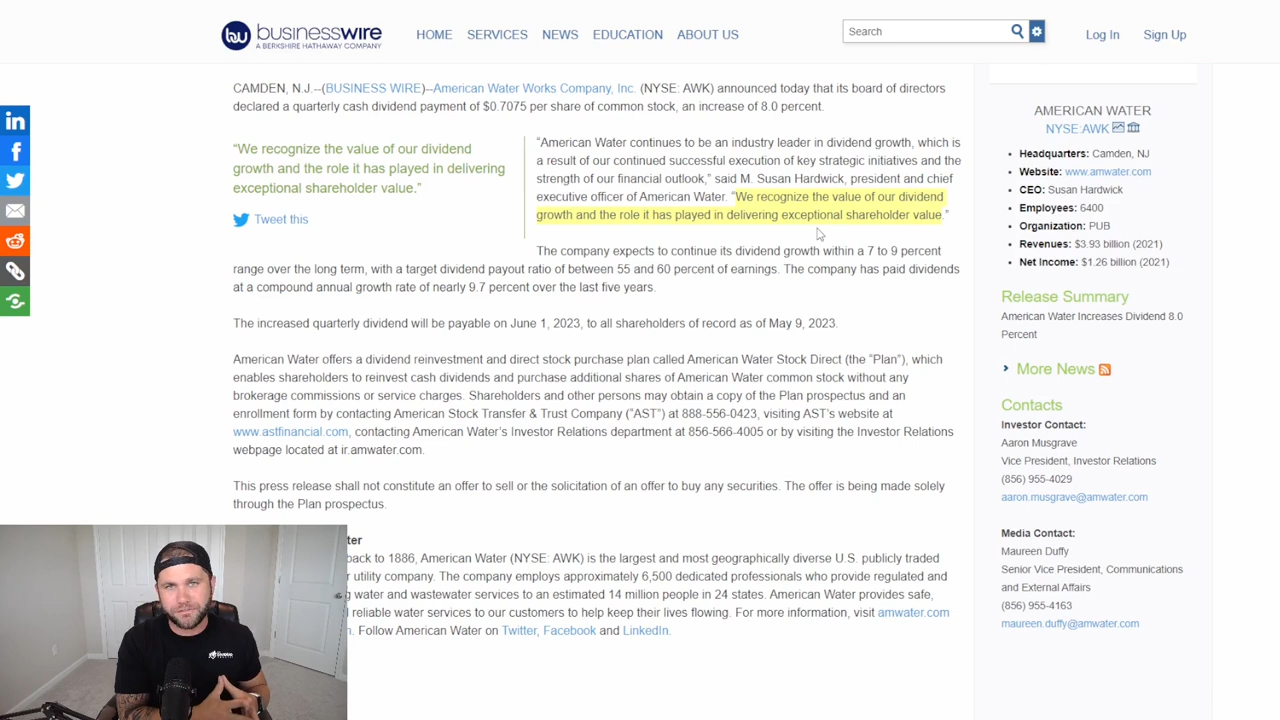 businesswire
A BERKSHIRE HATHAWAY COMPANY
HOME SERVICES NEWS EDUCATION ABOUT US
Search
Log In Sign Up
CAMDEN, N.J.--(BUSINESS WIRE)--American Water Works Company, Inc. (NYSE: AWK) announced today that its board of directors
declared a quarterly cash dividend payment of $0.7075 per share of common stock, an increase of 8.0 percent.
“We recognize the value of our dividend
growth and the role it has played in delivering
exceptional shareholder value.”
Tweet this
“American Water continues to be an industry leader in dividend growth, which is
a result of our continued successful execution of key strategic initiatives and the
strength of our financial outlook,” said M. Susan Hardwick, president and chief
executive officer of American Water. “We recognize the value of our dividend
growth and the role it has played in delivering exceptional shareholder value.”
The company expects to continue its dividend growth within a 7 to 9 percent
range over the long term, with a target dividend payout ratio of between 55 and 60 percent of earnings. The company has paid dividends
at a compound annual growth rate of nearly 9.7 percent over the last five years.
The increased quarterly dividend will be payable on June 1, 2023, to all shareholders of record as of May 9, 2023.
American Water offers a dividend reinvestment and direct stock purchase plan called American Water Stock Direct (the “Plan”), which
enables shareholders to reinvest cash dividends and purchase additional shares of American Water common stock without any
brokerage commissions or service charges. Shareholders and other persons may obtain a copy of the Plan prospectus and an
enrollment form by contacting American Stock Transfer & Trust Company (“AST”) at 888-556-0423, visiting AST’s website at
www.astfinancial.com, contacting American Water’s Investor Relations department at 856-566-4005 or by visiting the Investor Relations
webpage located at ir.amwater.com.
This press release shall not constitute an offer to sell or the solicitation of an offer to buy any securities. The offer is being made solely
through the Plan prospectus.
ter
back to 1886, American Water (NYSE: AWK) is the largest and most geographically diverse U.S. publicly traded
r utility company. The company employs approximately 6,500 dedicated professionals who provide regulated and
g water and wastewater services to an estimated 14 million people in 24 states. American Water provides safe,
l reliable water services to our customers to help keep their lives flowing. For more information, visit amwater.com
n. Follow American Water on Twitter, Facebook and LinkedIn.
AMERICAN WATER
NYSE:AWK
Headquarters: Camden, NJ
Website: www.amwater.com
CEO: Susan Hardwick
Employees: 6400
Organization: PUB
Revenues: $3.93 billion (2021)
Net Income: $1.26 billion (2021)
Release Summary
American Water Increases Dividend 8.0
Percent
More News
Contacts
Investor Contact:
Aaron Musgrave
Vice President, Investor Relations
(856) 955-4029
aaron.musgrave@amwater.com
Media Contact:
Maureen Duffy
Senior Vice President, Communications
and External Affairs
(856) 955-4163
maureen.duffy@amwater.com